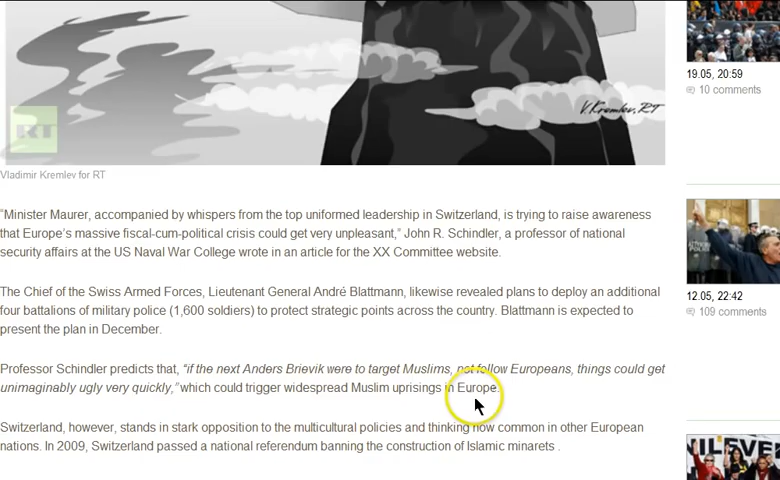 V. Kremlev, RT
RT
Vladimir Kremlev for RT
"Minister Maurer, accompanied by whispers from the top uniformed leadership in Switzerland, is trying to raise awareness
that Europe's massive fiscal-cum-political crisis could get very unpleasant," John R. Schindler, a professor of national
security affairs at the US Naval War College wrote in an article for the XX Committee website.
The Chief of the Swiss Armed Forces, Lieutenant General André Blattmann, likewise revealed plans to deploy an additional
four battalions of military police (1,600 soldiers) to protect strategic points across the country. Blattmann is expected to
present the plan in December.
Professor Schindler predicts that, "if the next Anders Brievik were to target Muslims, not fellow Europeans, things could get
unimaginably ugly very quickly," which could trigger widespread Muslim uprisings in Europe.
Switzerland, however, stands in stark opposition to the multicultural policies and thinking now common in other European
nations. In 2009, Switzerland passed a national referendum banning the construction of Islamic minarets .
19.05, 20:59
10 comments
12.05, 22:42
109 comments